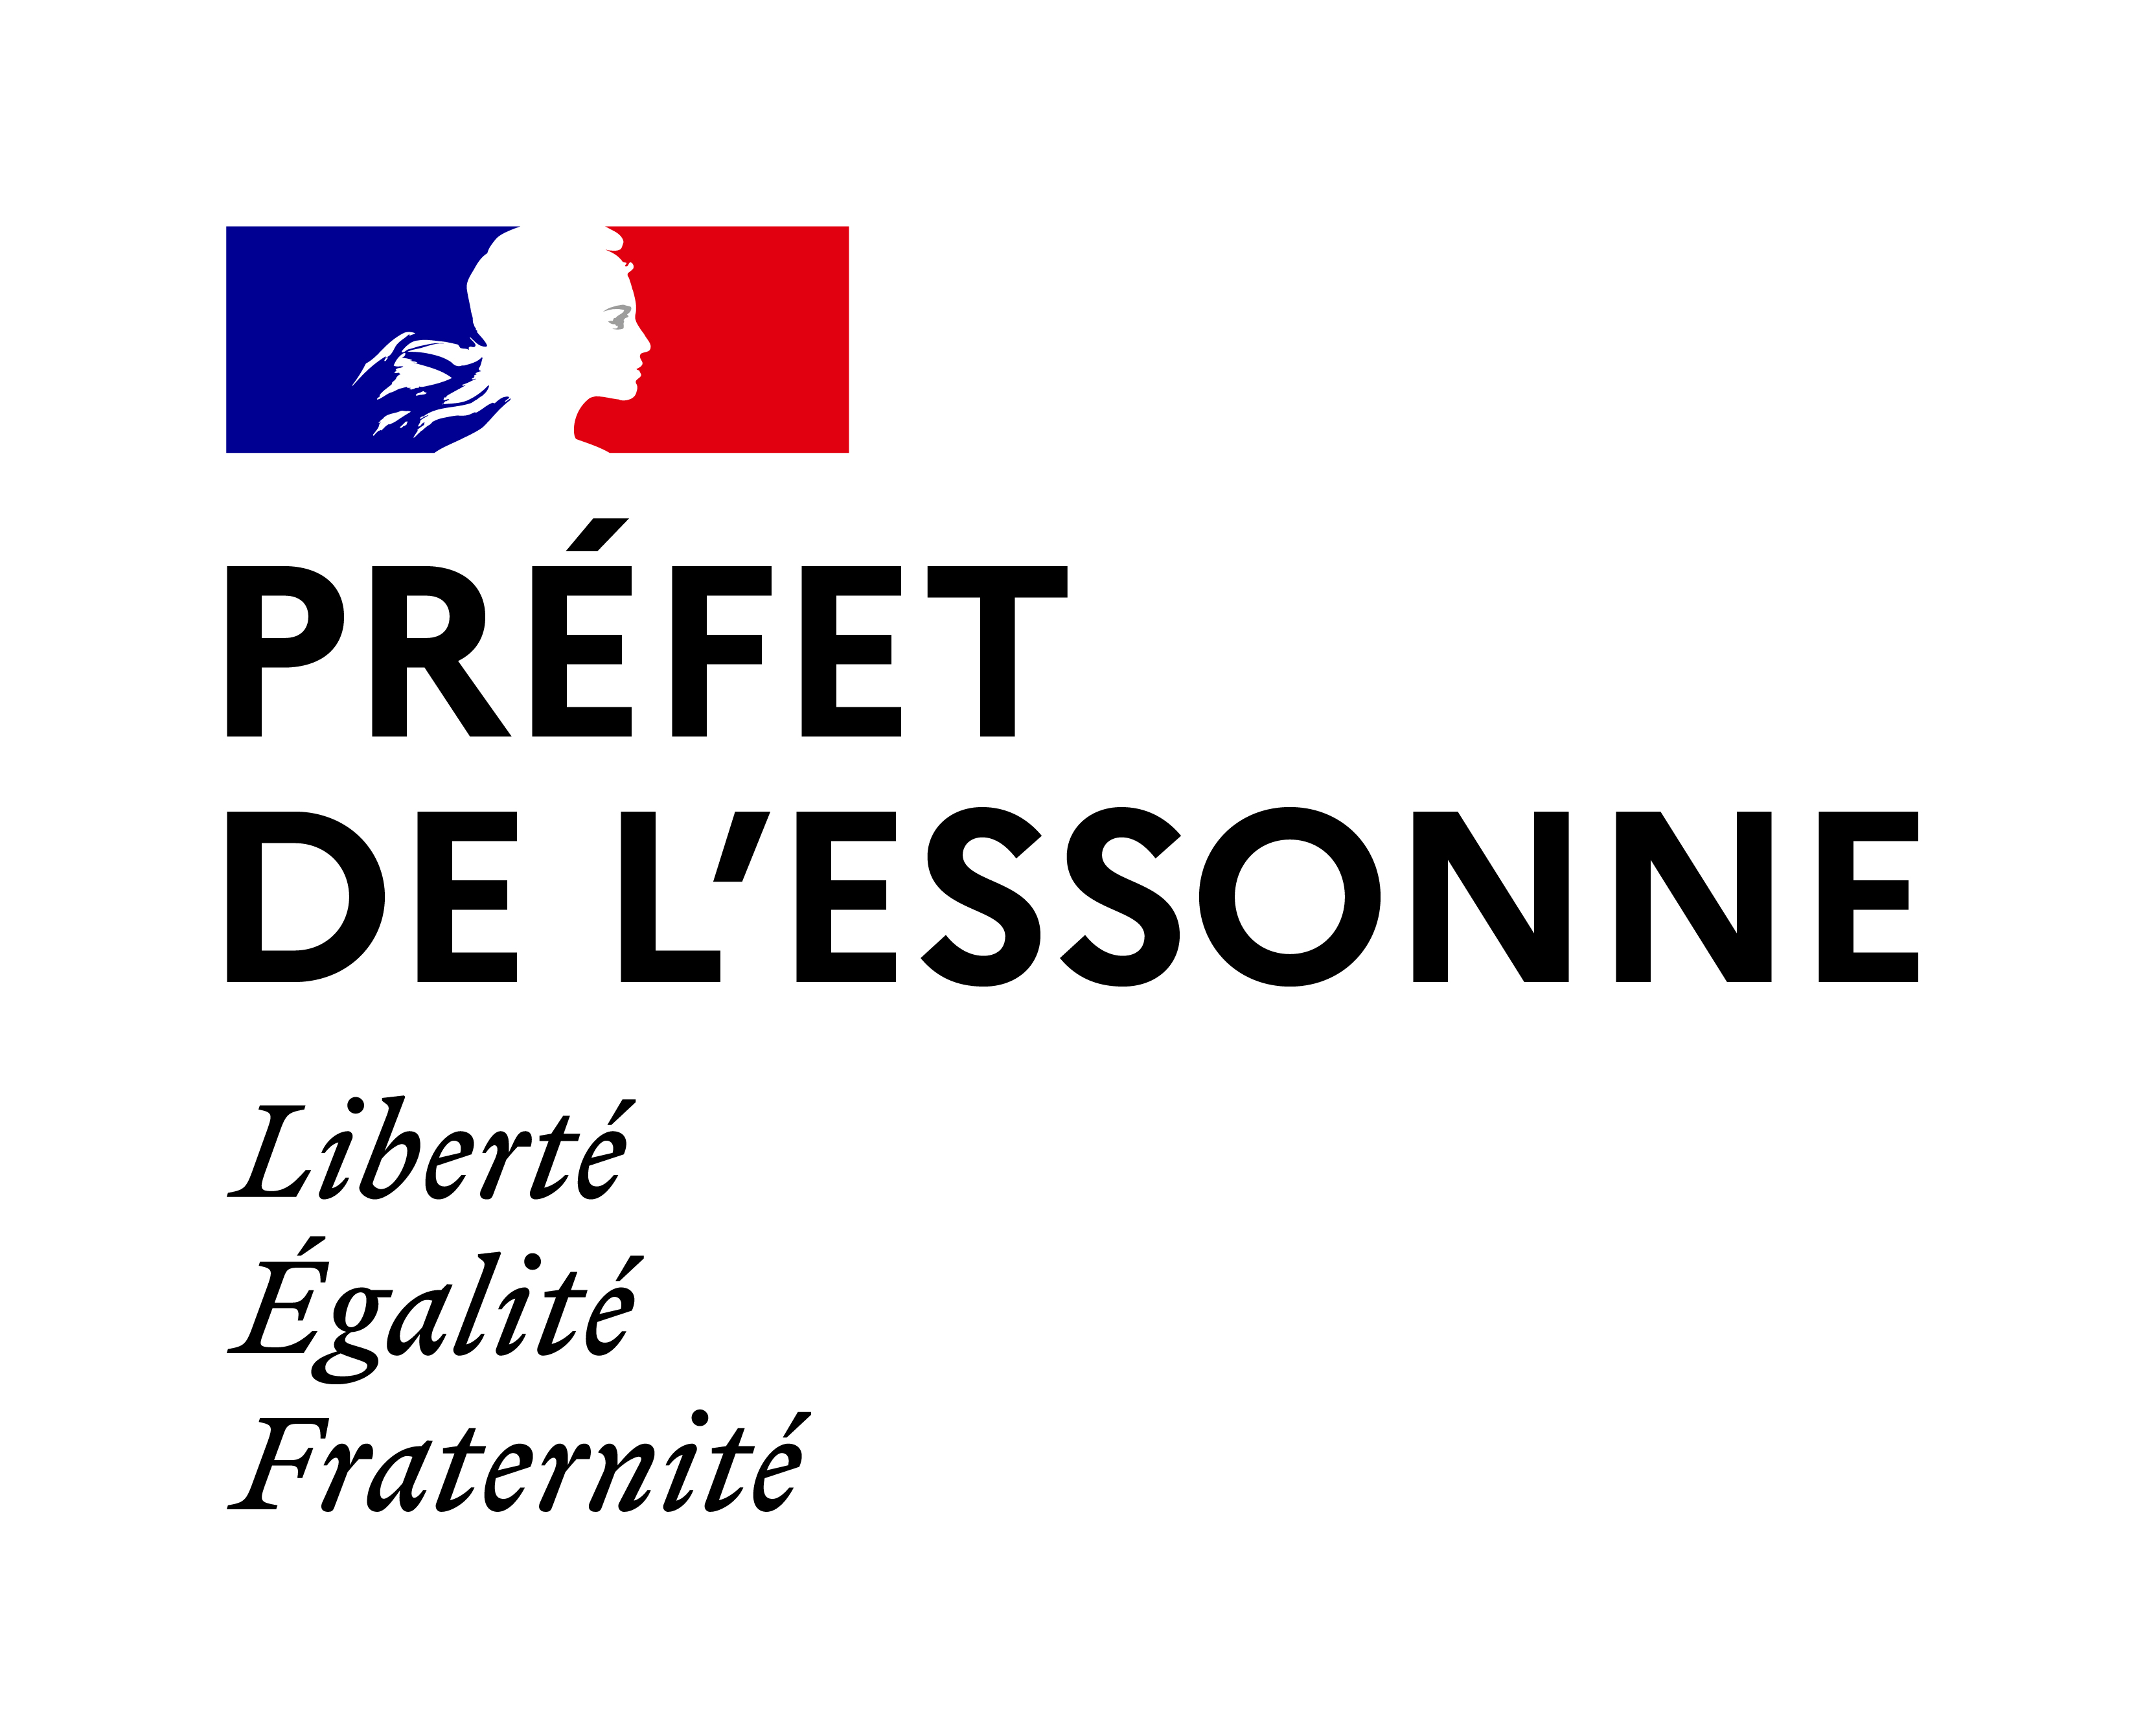 PRÉFET
DE L’ESSONNE
Liberté
Égalité
Fraternité